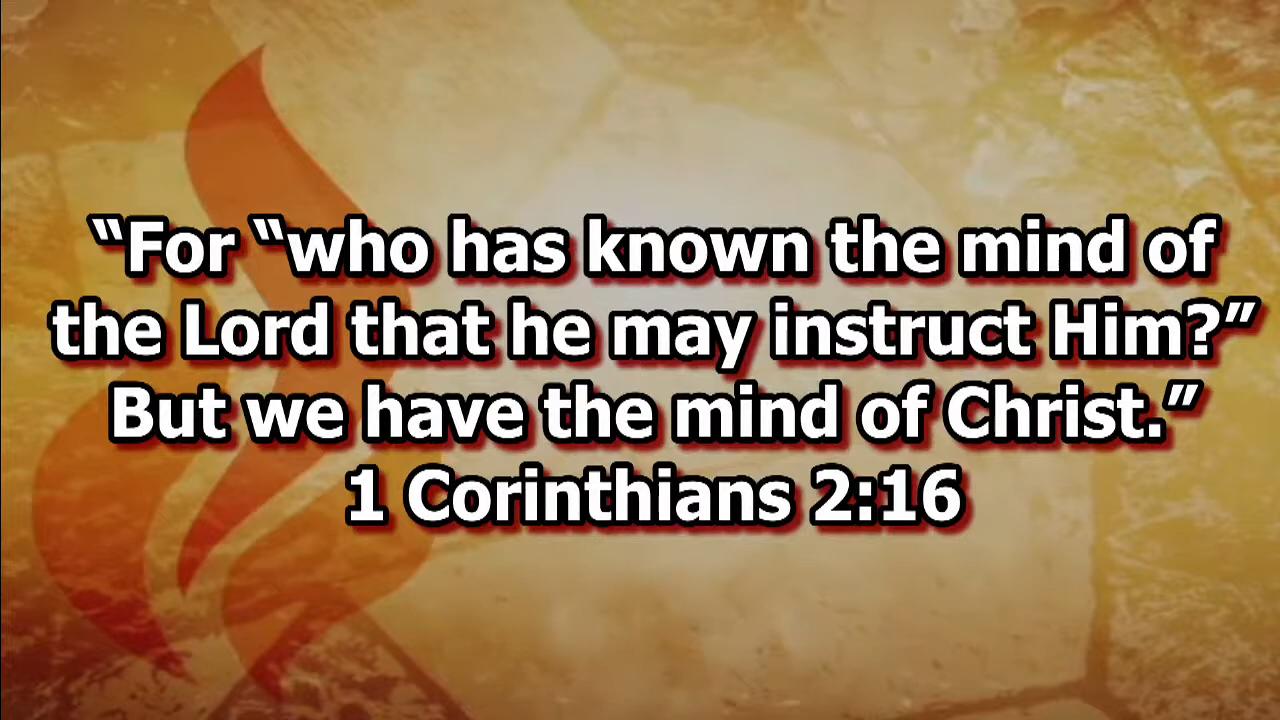 “For “who has known the mind of
the Lord that he may instruct Him?”
But we have the mind of Christ.”
1 Corinthians 2:16